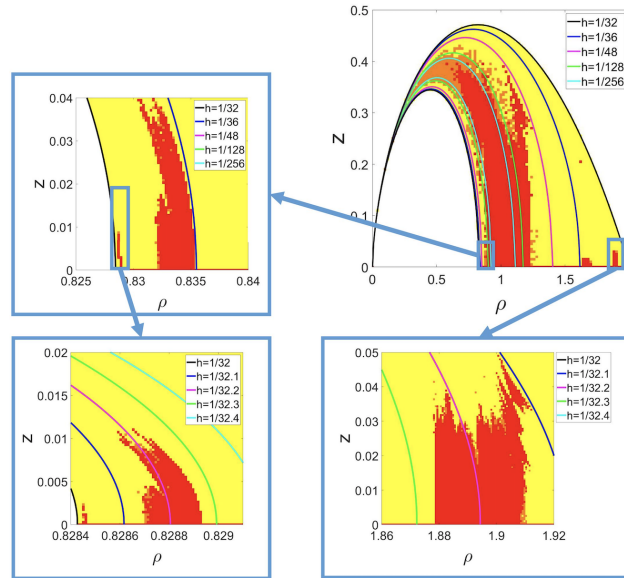 0.04
0.03
0.02
0.01
0
z
0.825
0.83
0.835
0.84
ρ
h=1/32
h=1/36
h=1/48
h=1/128
h=1/256
0.5
0.4
0.3
0.2
0.1
0
z
0
0.5
1
1.5
ρ
h=1/32
h=1/36
h=1/48
h=1/128
h=1/256
0.02
0.015
0.01
0.005
0
z
0.8284
0.8286
0.8288
0.829
ρ
h=1/32
h=1/32.1
h=1/32.2
h=1/32.3
h=1/32.4
0.05
0.04
0.03
0.02
0.01
0
z
1.86
1.88
1.9
1.92
ρ
h=1/32
h=1/32.1
h=1/32.2
h=1/32.3
h=1/32.4